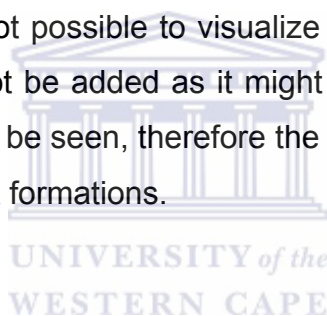 ot possible to visualize
t be added as it might
be seen, therefore the
formations.
UNIVERSITY of the
WESTERN CAPE